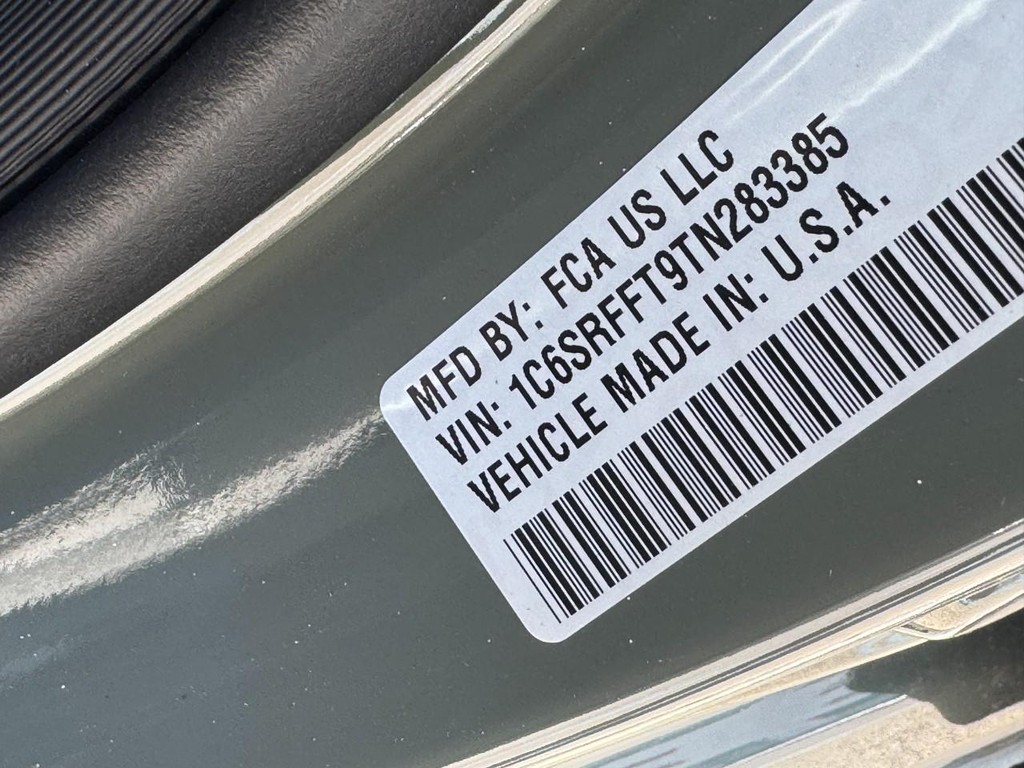 MFD BY: FCA US LLC
VIN: 1C6SRFFT9TN283385
VEHICLE MADE IN: U.S.A.